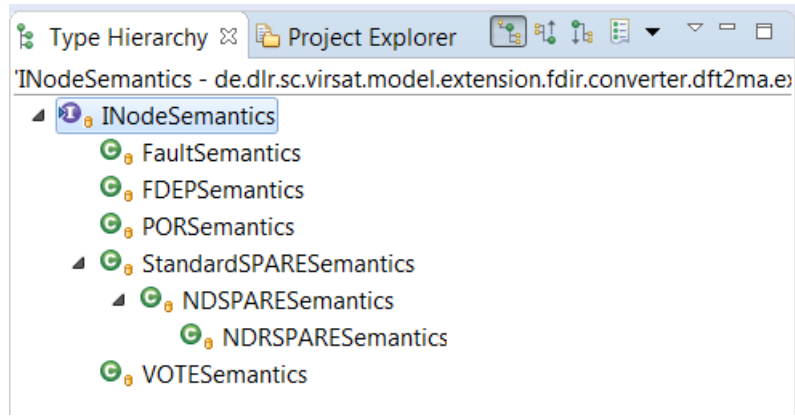 Type Hierarchy Project Explorer
'INodeSemantics - de.dlr.sc.virsat.model.extension.fdir.converter.dft2ma.e
INodeSemantics
FaultSemantics
FDEPSemantics
PORSemantics
StandardSPARESemantics
NDSPARESemantics
NDRSPARESemantics
VOTESemantics